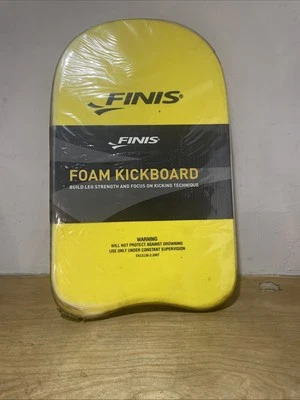 FINIS
FINIS
FOAM KICKBOARD
BUILD LEG STRENGTH AND FOCUS ON KICKING TECHNIQUE
WARNING
WILL NOT PROTECT AGAINST DROWNING
USE ONLY UNDER CONSTANT SUPERVISION